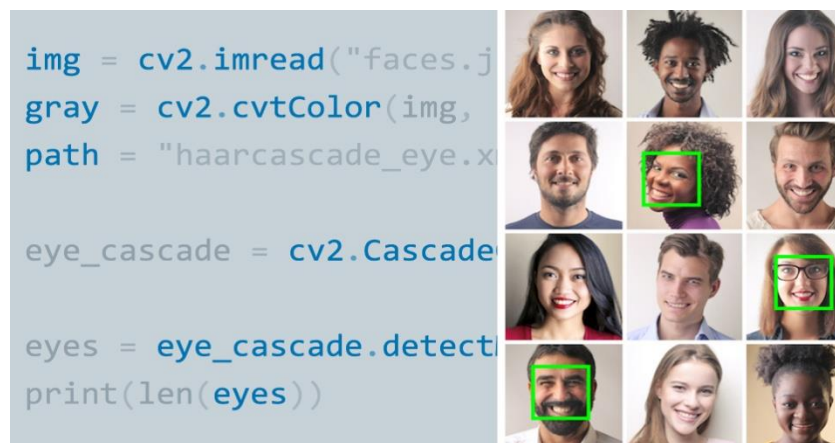 img = cv2.imread("faces.j
gray = cv2.cvtColor(img,
path = "haarcascade_eye.x
eye_cascade = cv2.Cascade
eyes = eye_cascade.detect
print(len(eyes))